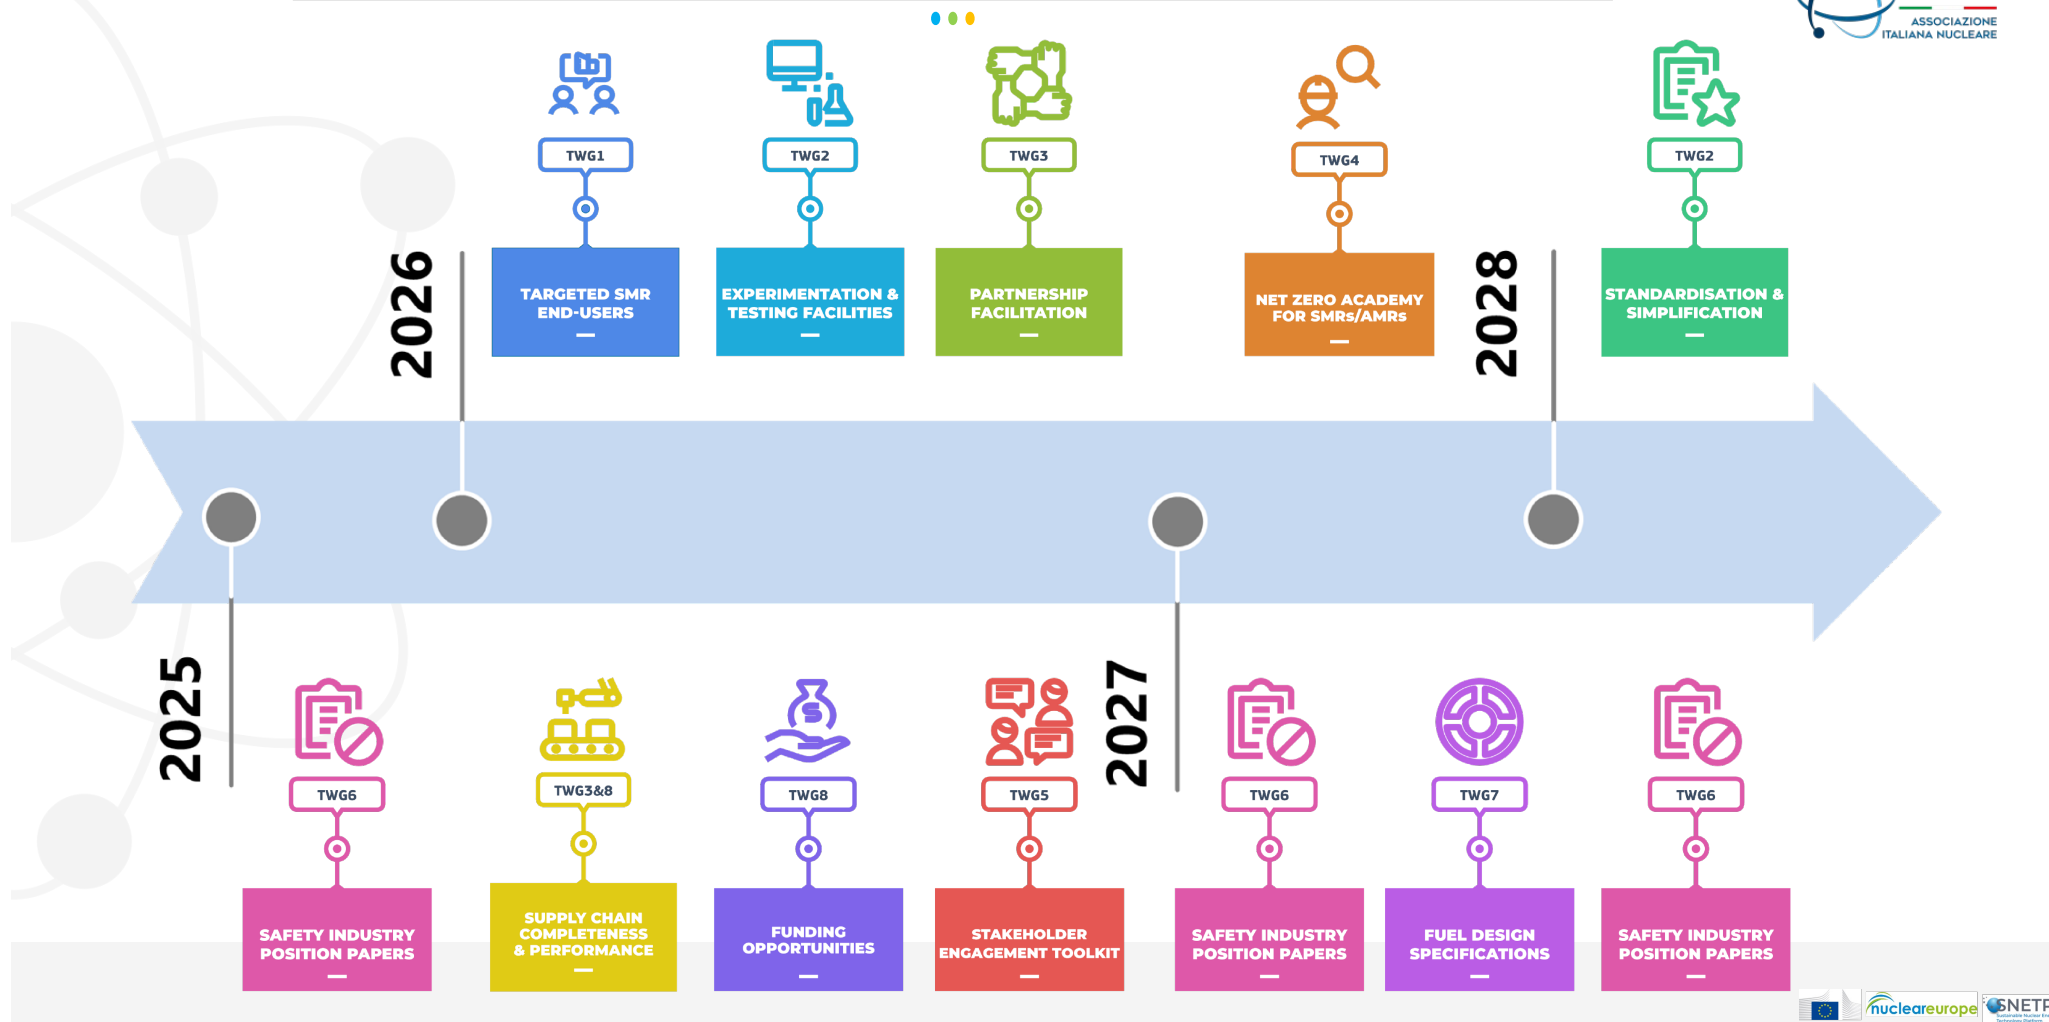 ASSOCIAZIONE
ITALIANA NUCLEARE
TWG1
TWG2
TWG3
TWG4
TWG2
2026
TARGETED SMR
END-USERS
EXPERIMENTATION &
TESTING FACILITIES
PARTNERSHIP
FACILITATION
NET ZERO ACADEMY
FOR SMRs/AMRs
2028
STANDARDISATION &
SIMPLIFICATION
2025
2027
TWG6
TWG3&8
TWG8
TWG5
TWG6
TWG7
TWG6
SAFETY INDUSTRY
POSITION PAPERS
SUPPLY CHAIN
COMPLETENESS
& PERFORMANCE
FUNDING
OPPORTUNITIES
STAKEHOLDER
ENGAGEMENT TOOLKIT
SAFETY INDUSTRY
POSITION PAPERS
FUEL DESIGN
SPECIFICATIONS
SAFETY INDUSTRY
POSITION PAPERS
nucleareurope
SNETP